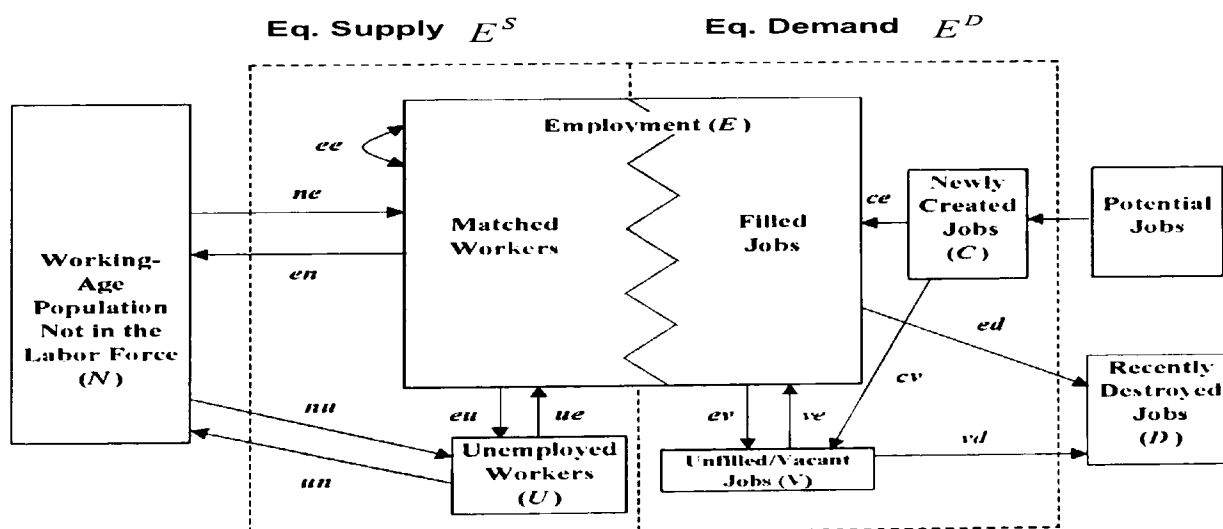 Eq. Supply E^S
Eq. Demand E^D
Employment (E)
ee
ne
en
Matched
Workers
Filled
Jobs
ce
Newly
Created
Jobs
(C)
Potential
Jobs
Working-
Age
Population
Not in the
Labor Force
(N)
ed
cv
Recently
Destroyed
Jobs
(D)
nu
un
eu
ue
ev
ve
vd
Unemployed
Workers
(U)
Unfilled/Vacant
Jobs (V)